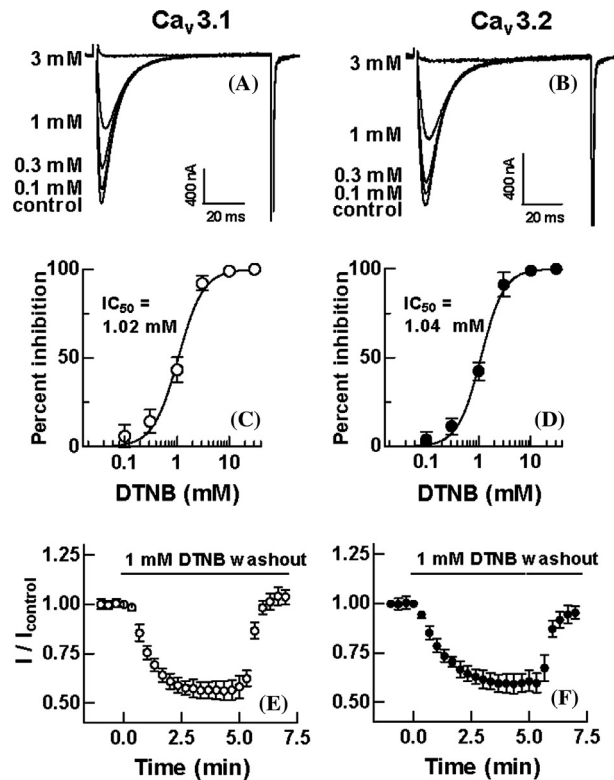 Cav3.1
Cav3.2
3 mM
(A)
1 mM
0.3 mM
0.1 mM
control
400 nA
20 ms
3 mM
(B)
1 mM
0.3 mM
0.1 mM
control
400 nA
20 ms
Percent inhibition
100
50
0
IC50 =
1.02 mM
(C)
0.1 1 10
DTNB (mM)
Percent inhibition
100
50
0
IC50 =
1.04 mM
(D)
0.1 1 10
DTNB (mM)
I / Icontrol
1.25
1.00
0.75
0.50
1 mM DTNB washout
(E)
0.0 2.5 5.0 7.5
Time (min)
1.25
1.00
0.75
0.50
1 mM DTNB washout
(F)
0.0 2.5 5.0 7.5
Time (min)